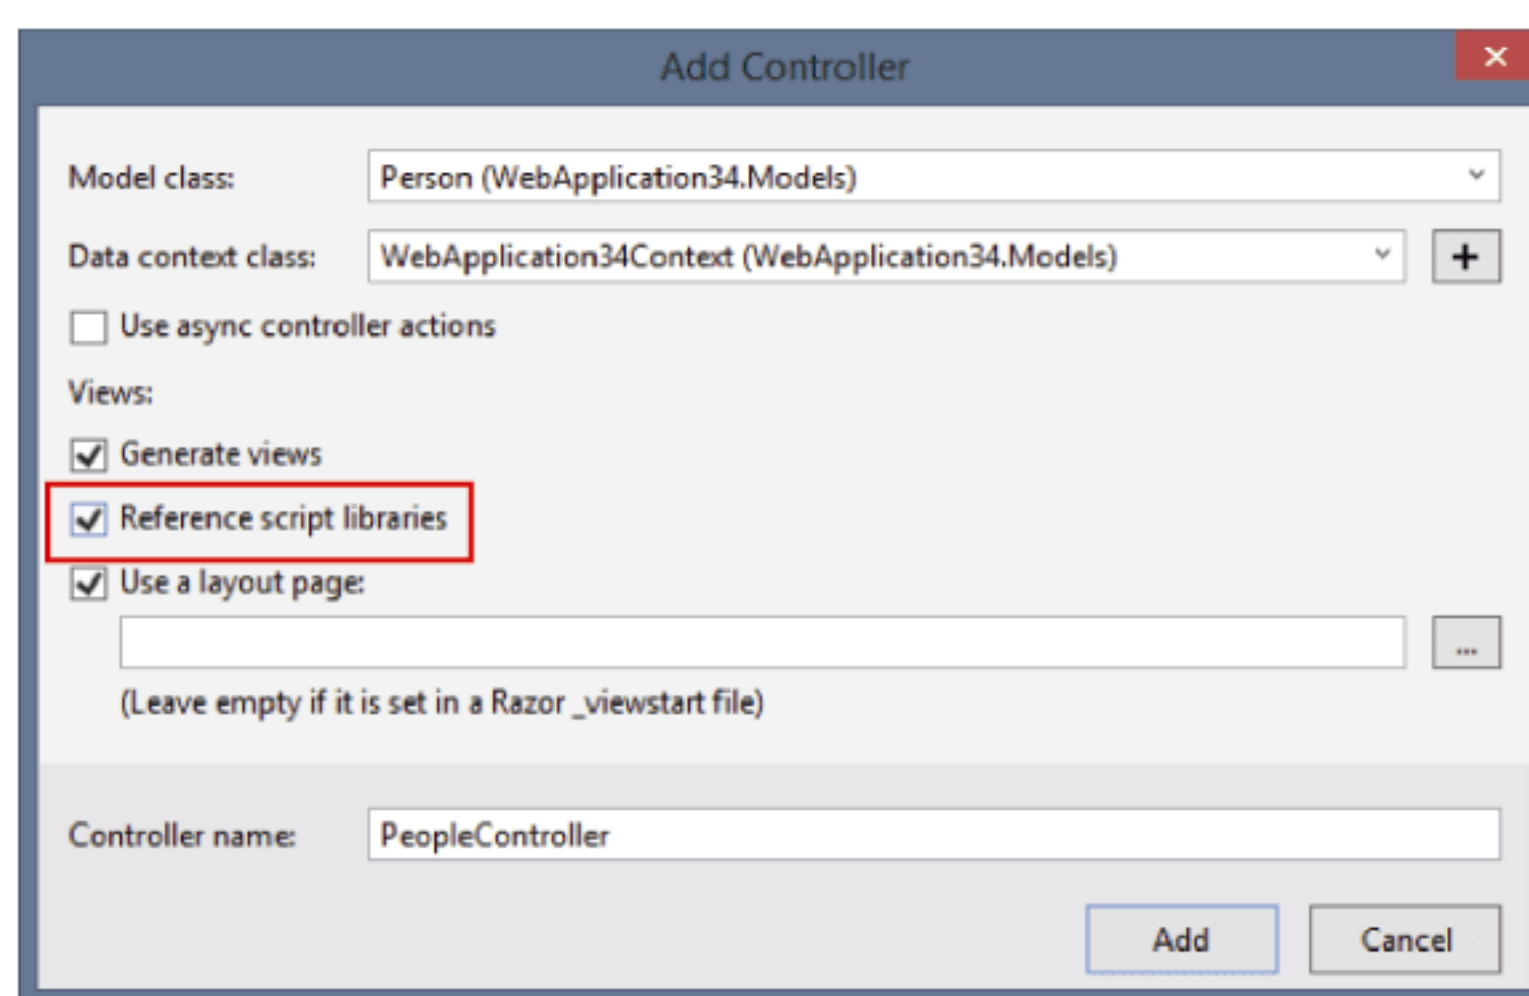 Add Controller
Model class: Person (WebApplication34.Models)
Data context class: WebApplication34Context (WebApplication34.Models) +
Use async controller actions
Views:
Generate views
Reference script libraries
Use a layout page:
...
(Leave empty if it is set in a Razor _viewstart file)
Controller name: PeopleController
Add Cancel